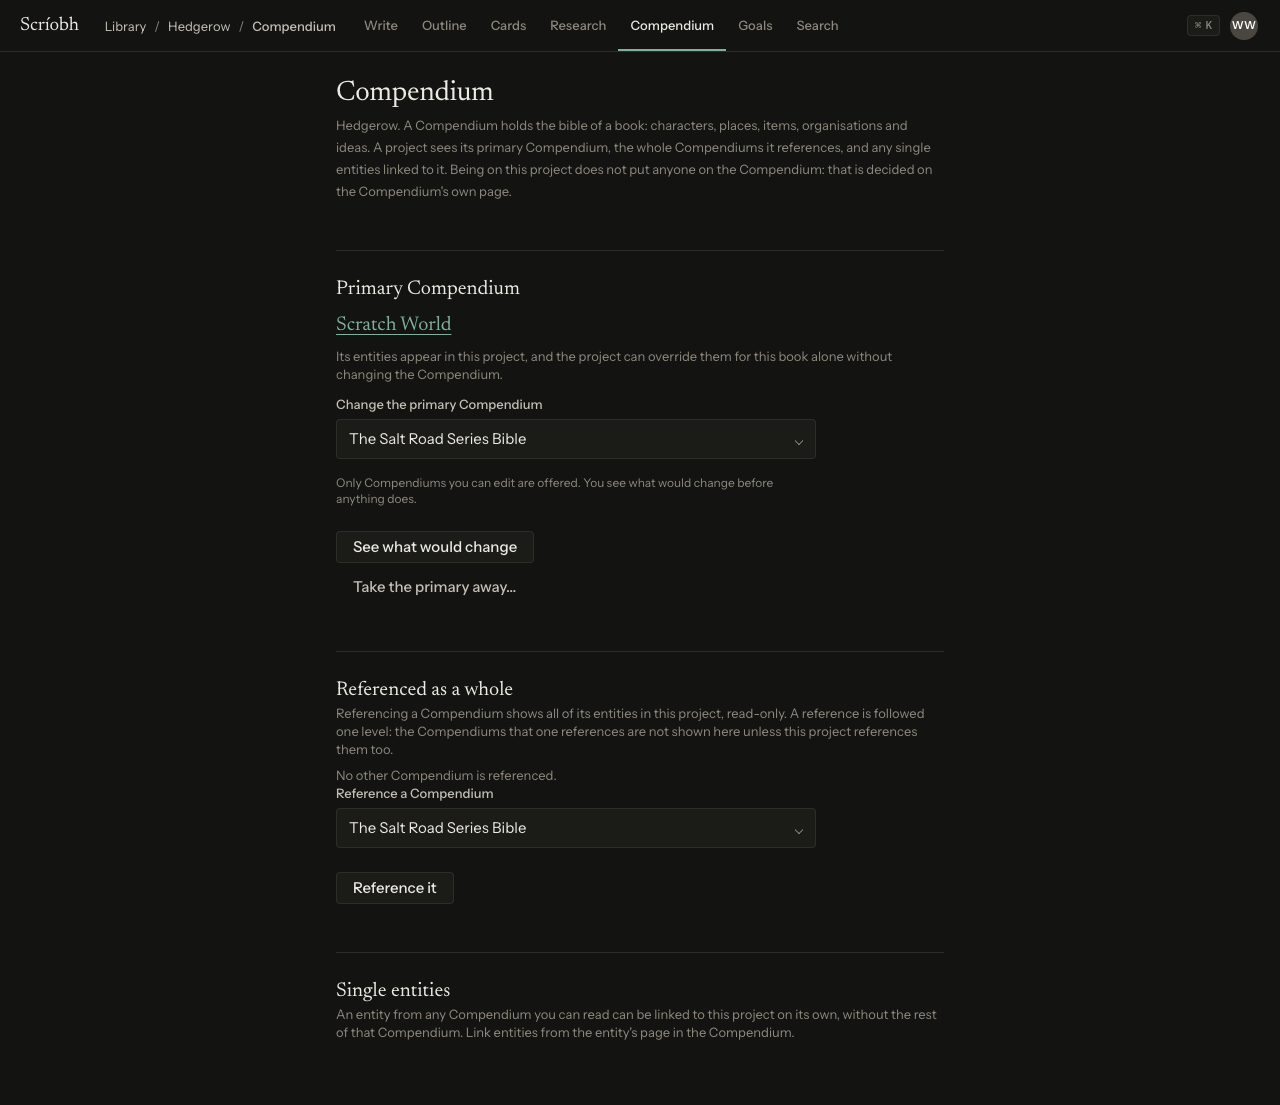 Scríobh
Library / Hedgerow / Compendium
Write
Outline
Cards
Research
Compendium
Goals
Search
⌘ K
WW
Compendium
Hedgerow. A Compendium holds the bible of a book: characters, places, items, organisations and
ideas. A project sees its primary Compendium, the whole Compendiums it references, and any single
entities linked to it. Being on this project does not put anyone on the Compendium: that is decided on
the Compendium's own page.
Primary Compendium
Scratch World
Its entities appear in this project, and the project can override them for this book alone without
changing the Compendium.
Change the primary Compendium
The Salt Road Series Bible
Only Compendiums you can edit are offered. You see what would change before
anything does.
See what would change
Take the primary away…
Referenced as a whole
Referencing a Compendium shows all of its entities in this project, read-only. A reference is followed
one level: the Compendiums that one references are not shown here unless this project references
them too.
No other Compendium is referenced.
Reference a Compendium
The Salt Road Series Bible
Reference it
Single entities
An entity from any Compendium you can read can be linked to this project on its own, without the rest
of that Compendium. Link entities from the entity's page in the Compendium.